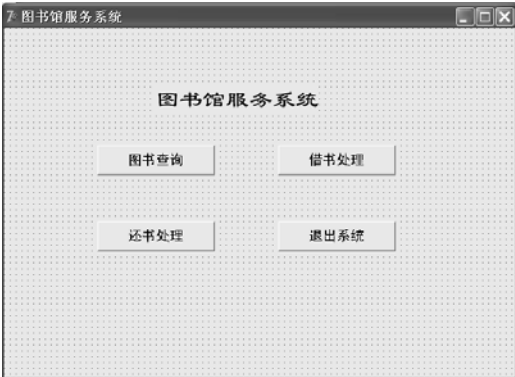 图书馆服务系统
图书馆服务系统
图书查询 借书处理
还书处理 退出系统